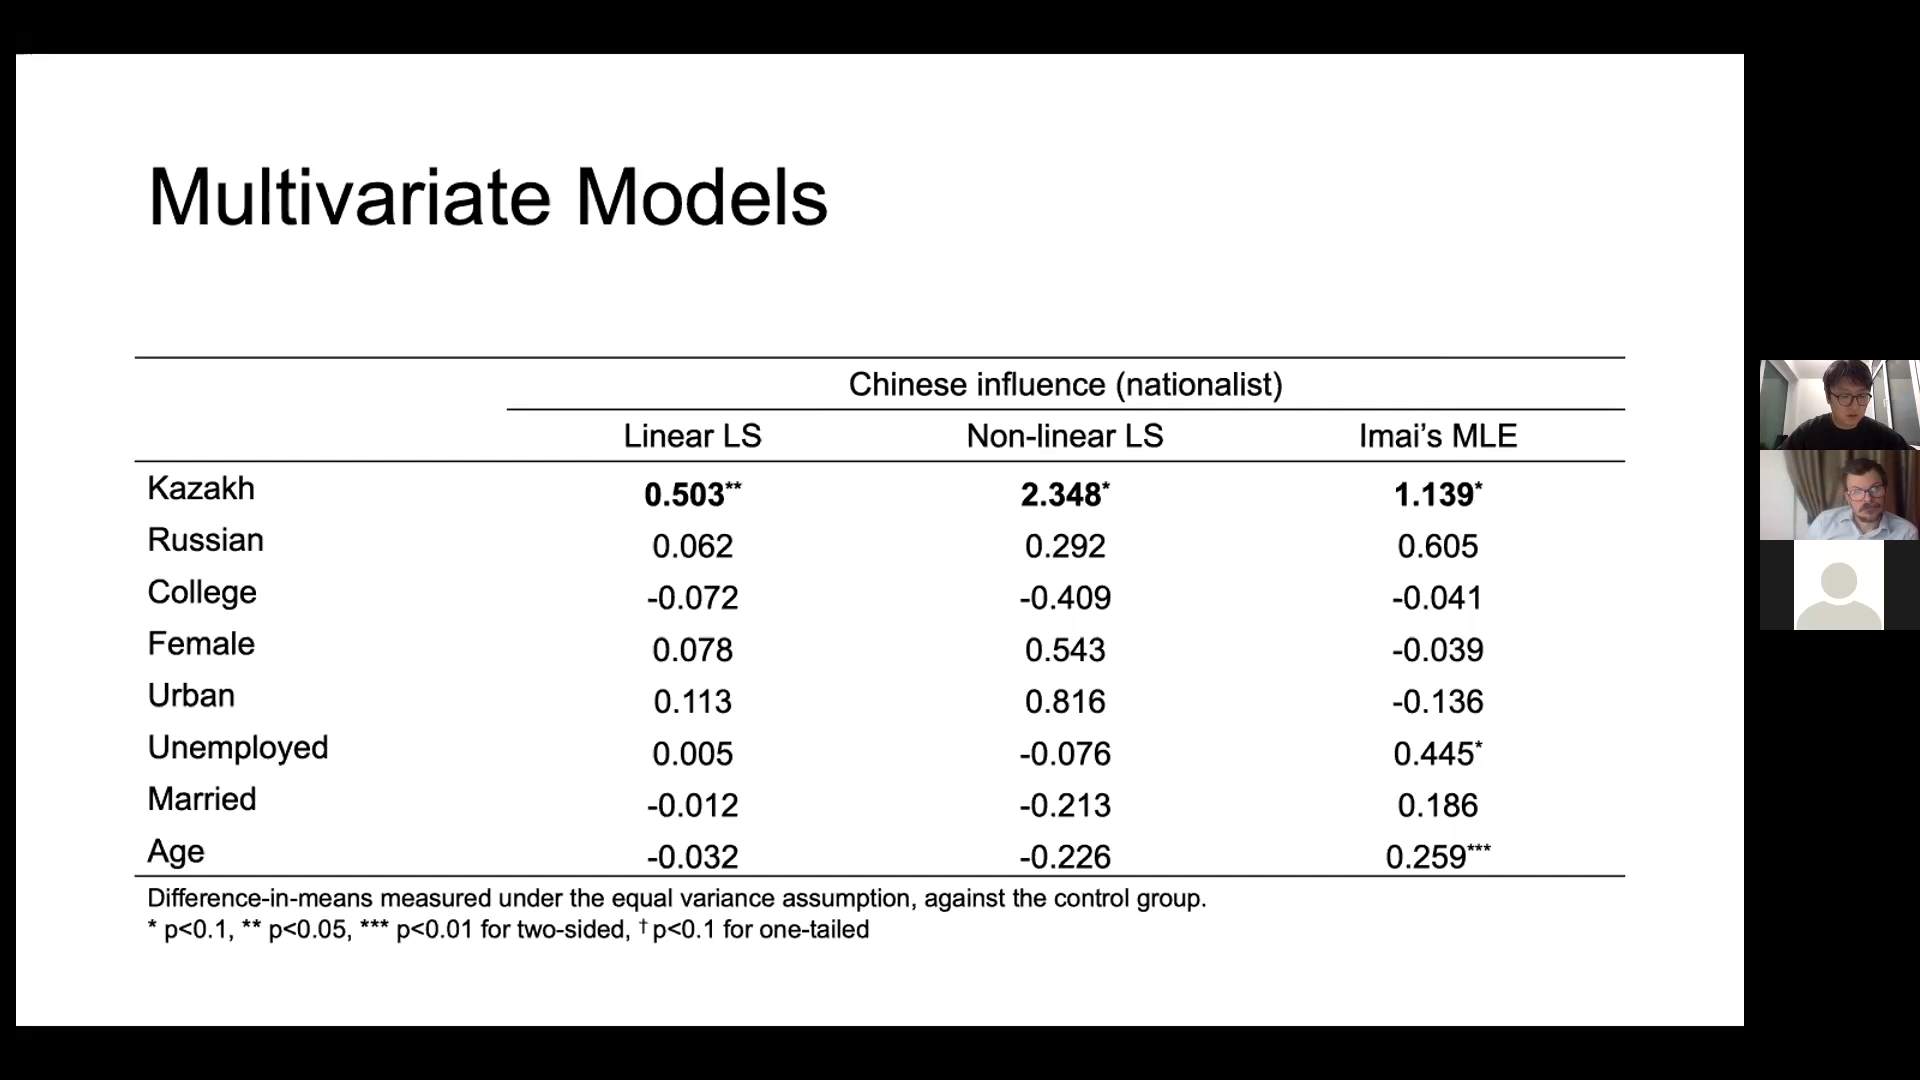 Multivariate Models
Chinese influence (nationalist)
Linear LS Non-linear LS Imai’s MLE
Kazakh 0.503** 2.348* 1.139*
Russian 0.062 0.292 0.605
College -0.072 -0.409 -0.041
Female 0.078 0.543 -0.039
Urban 0.113 0.816 -0.136
Unemployed 0.005 -0.076 0.445*
Married -0.012 -0.213 0.186
Age -0.032 -0.226 0.259***
Difference-in-means measured under the equal variance assumption, against the control group.
* p<0.1, ** p<0.05, *** p<0.01 for two-sided, † p<0.1 for one-tailed